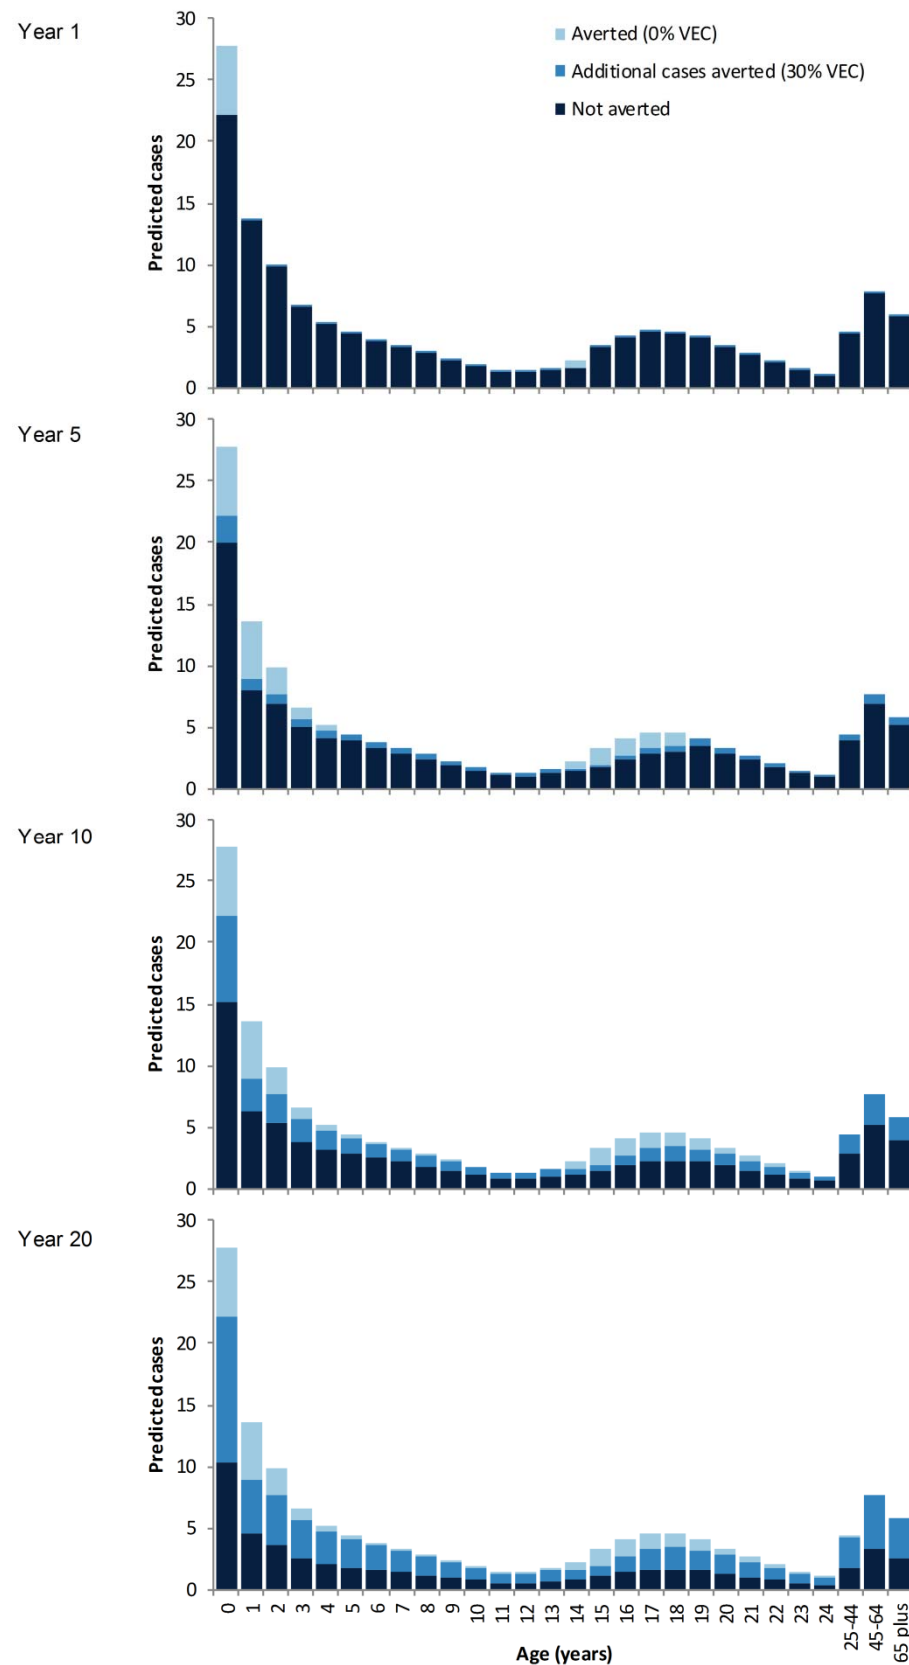 Year 1
Averted (0% VEC)
Additional cases averted (30% VEC)
Not averted
Predicted cases
30
25
20
15
10
5
0
Year 5
Predicted cases
30
25
20
15
10
5
0
Year 10
Predicted cases
30
25
20
15
10
5
0
Year 20
Predicted cases
30
25
20
15
10
5
0
0 1 2 3 4 5 6 7 8 9 10 11 12 13 14 15 16 17 18 19 20 21 22 23 24 25-44 45-64 65 plus
Age (years)